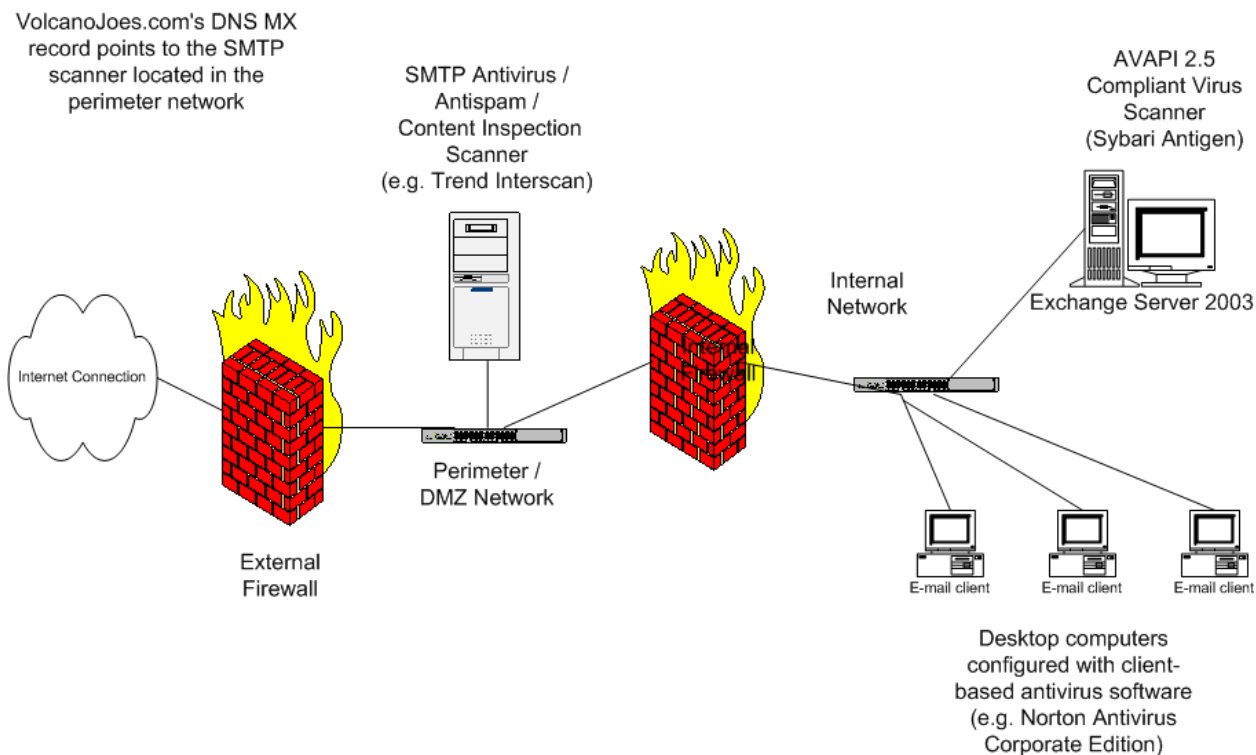 VolcanoJoes.com's DNS MX
record points to the SMTP
scanner located in the
perimeter network
SMTP Antivirus /
Antispam /
Content Inspection
Scanner
(e.g. Trend Interscan)
AVAPI 2.5
Compliant Virus
Scanner
(Sybari Antigen)
Exchange Server 2003
Internal
Network
Internal
Firewall
Internet Connection
Perimeter /
DMZ Network
External
Firewall
E-mail client
E-mail client
E-mail client
Desktop computers
configured with client-
based antivirus software
(e.g. Norton Antivirus
Corporate Edition)